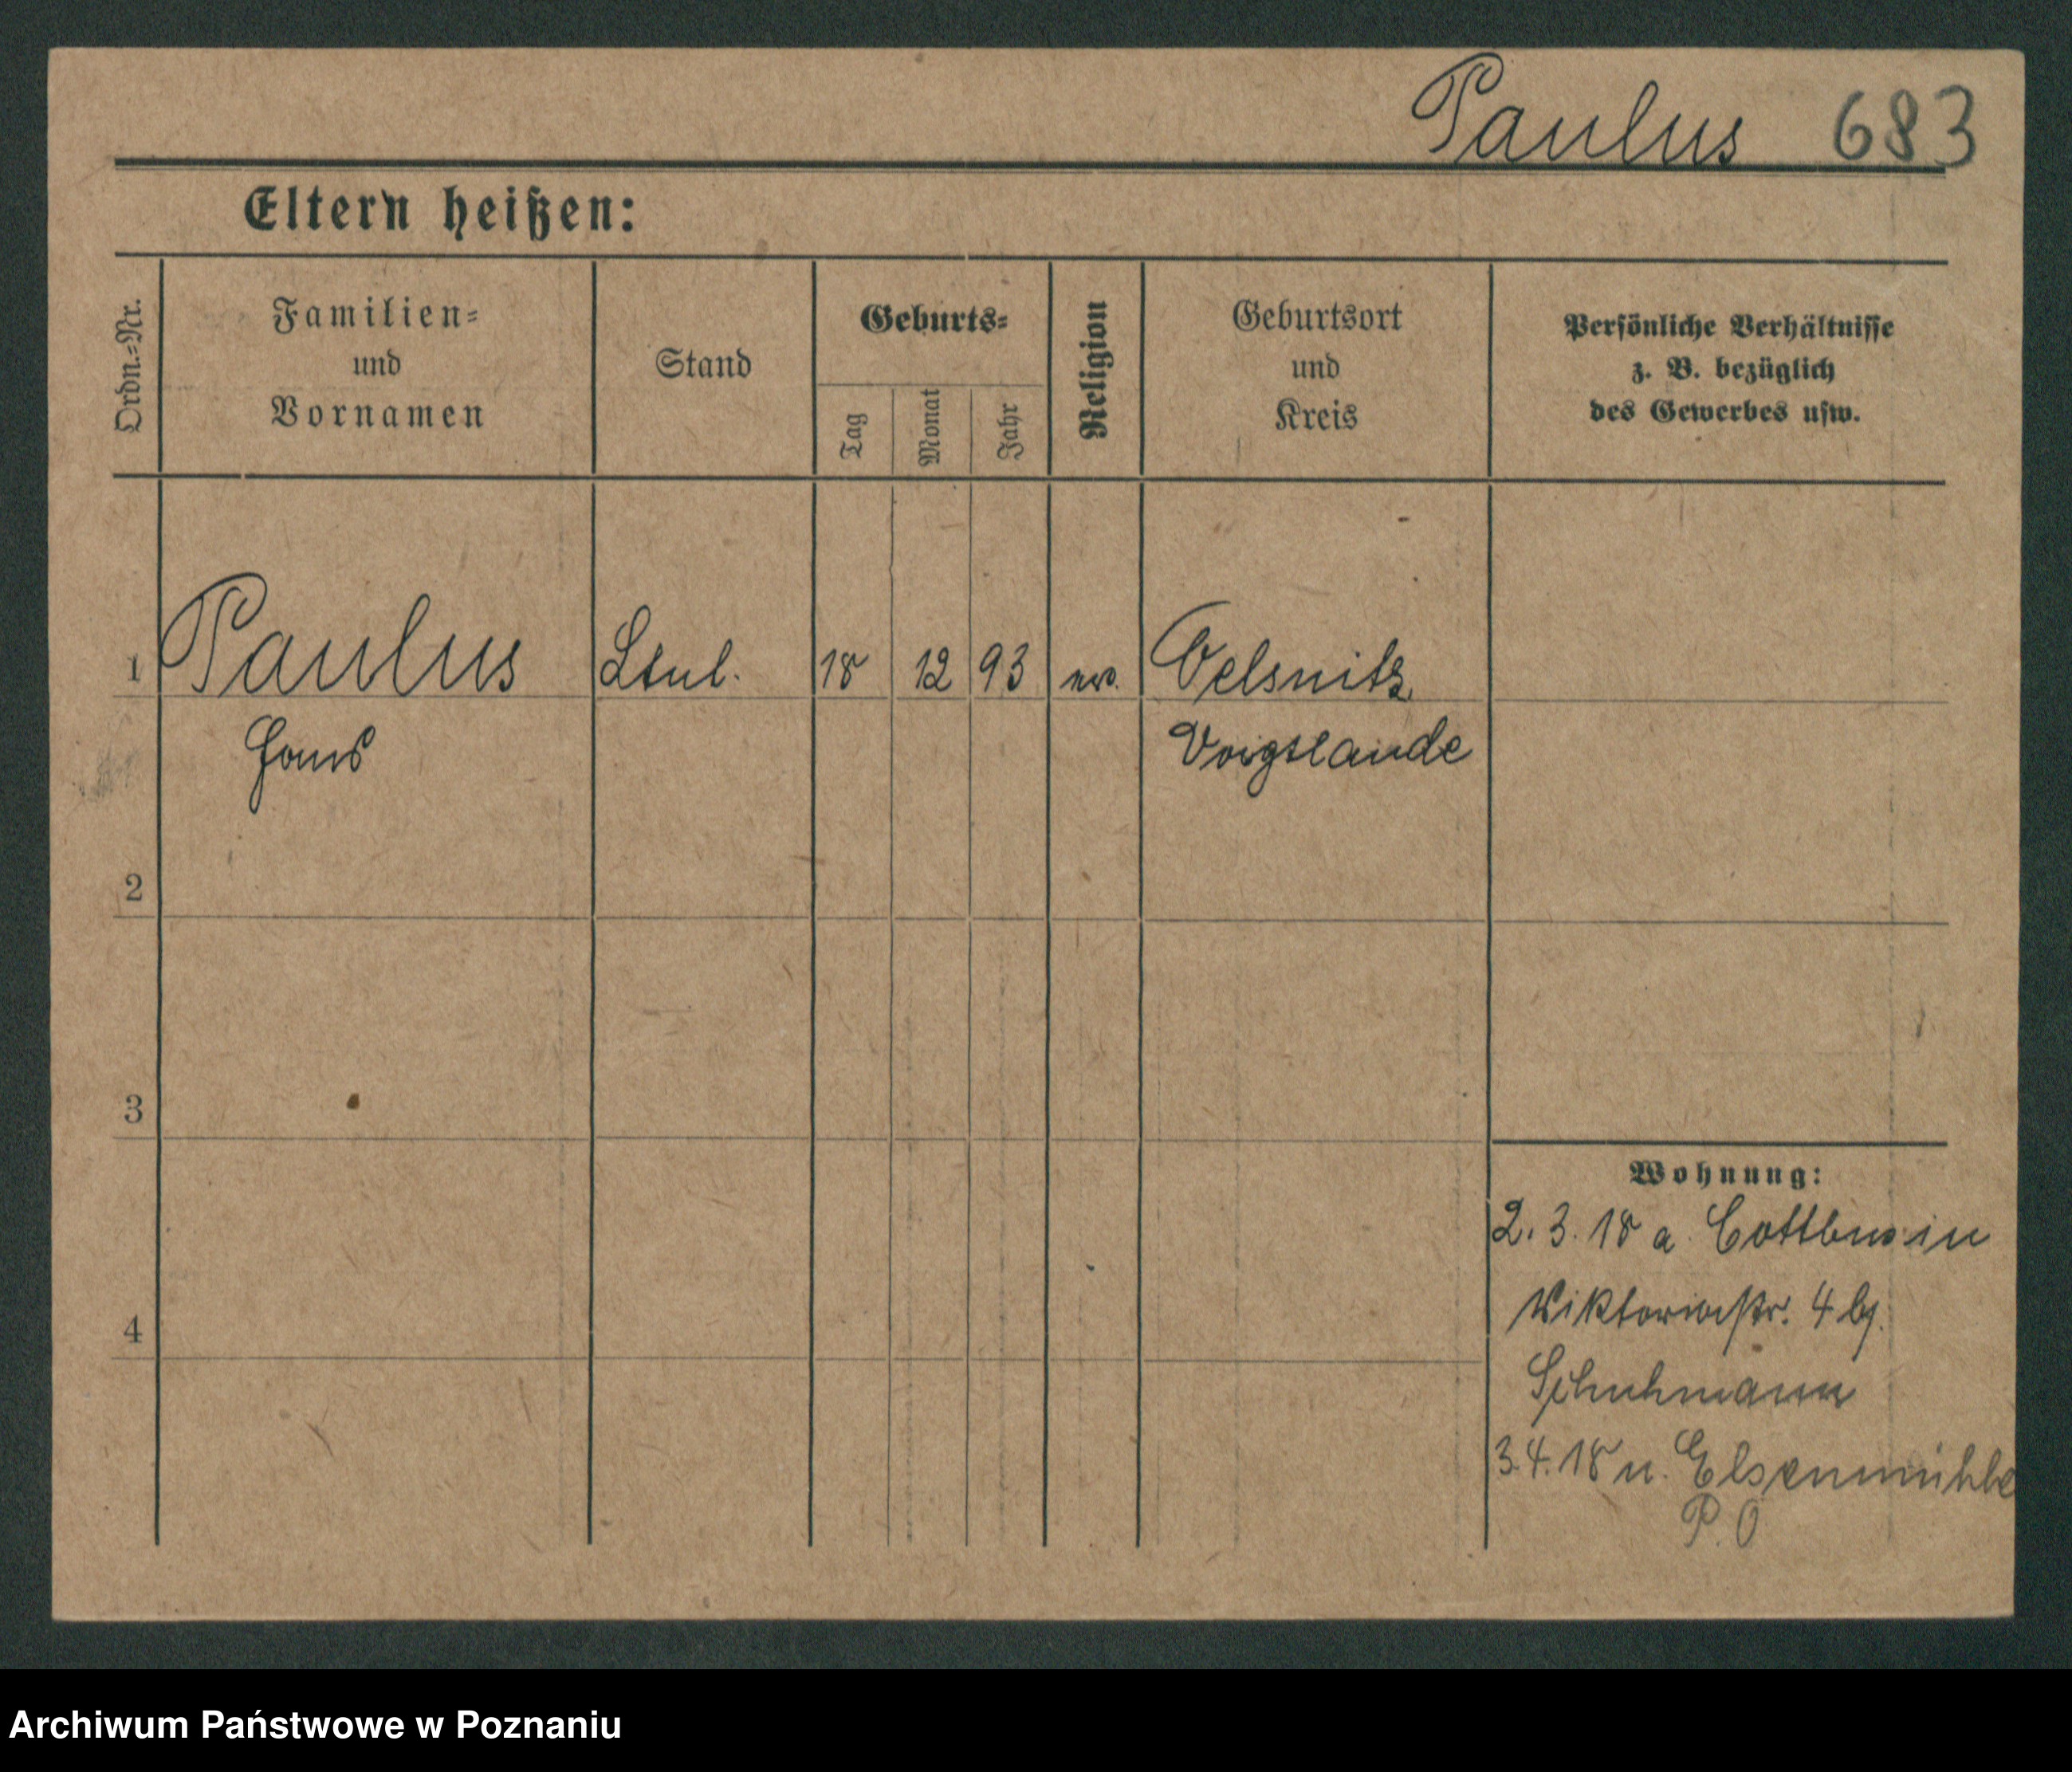 Paulus 683
Eltern heißen:
Ordn.=Nr.
Familien=
und
Vornamen
Stand
Geburts=
Tag
Monat
Jahr
Religion
Geburtsort
und
Kreis
Persönliche Verhältnisse
z. B. bezüglich
des Gewerbes usw.
1 Paulus 18 12 93 ev. Oelsnitz
Hans Voigtlande
2
3
4
Wohnung:
2. 3. 18 a. Cottbus in
Viktoriastr. 4 bj.
Schuhmann
3.4.18 n. Elsenmühle
P. O
Archiwum Państwowe w Poznaniu